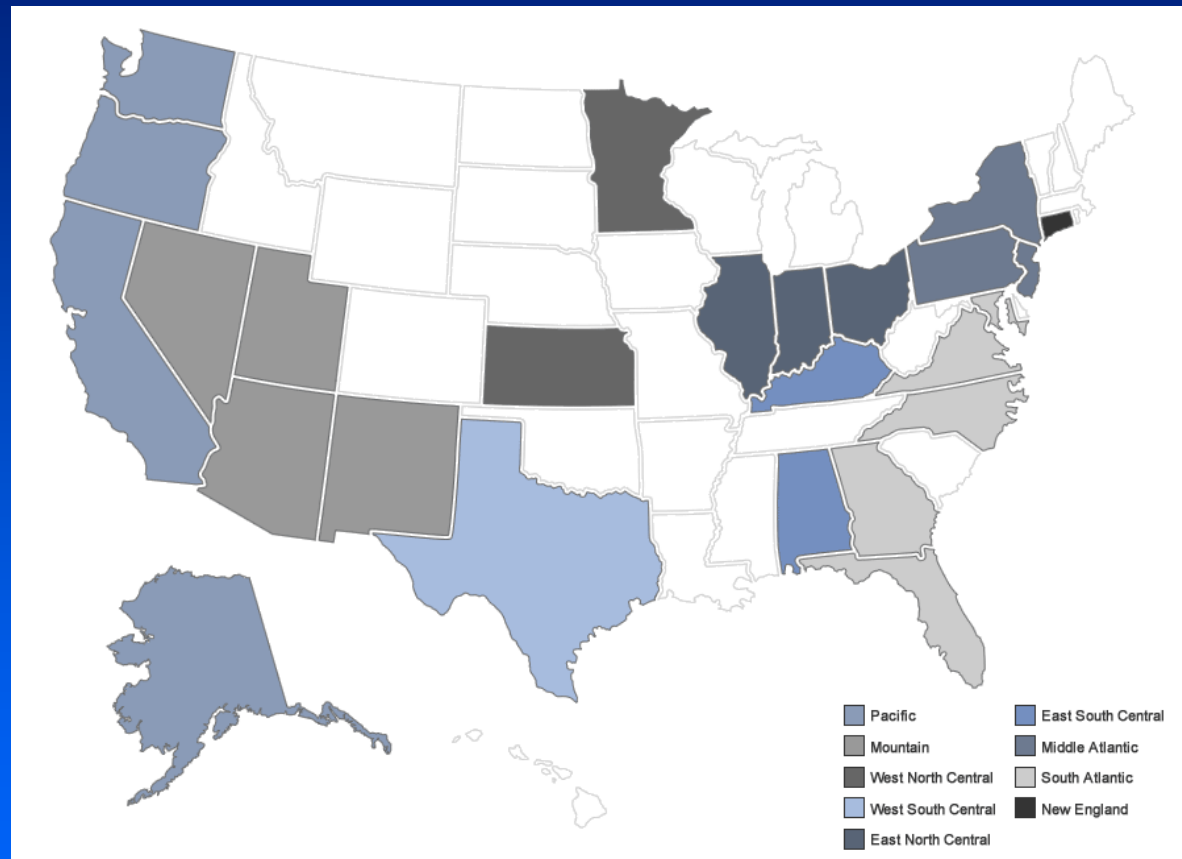 Pacific
Mountain
West North Central
West South Central
East North Central
East South Central
Middle Atlantic
South Atlantic
New England